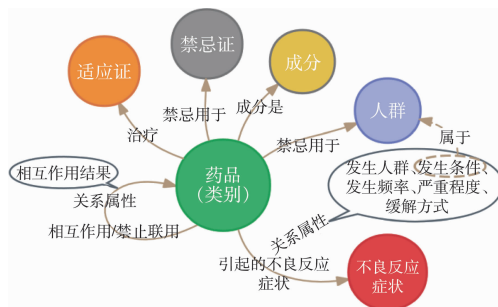 禁忌证
成分
适应证
人群
禁忌用于
成分是
治疗
禁忌用于
属于
相互作用结果
药品
（类别）
发生人群、发生条件、
发生频率、严重程度、
缓解方式
关系属性
相互作用/禁止联用
关系属性
引起的不良反应
症状
不良反应
症状